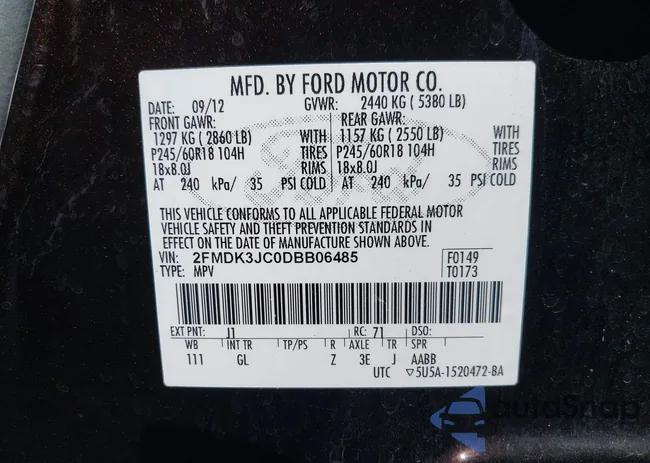 MFD. BY FORD MOTOR CO.
DATE: 09/12 GVWR: 2440 KG ( 5380 LB)
FRONT GAWR: REAR GAWR:
1297 KG ( 2860 LB) WITH 1157 KG ( 2550 LB) WITH
P245/60R18 104H TIRES P245/60R18 104H TIRES
18x8.0J RIMS 18x8.0J RIMS
AT 240 kPa/ 35 PSI COLD AT 240 kPa/ 35 PSI COLD
THIS VEHICLE CONFORMS TO ALL APPLICABLE FEDERAL MOTOR
VEHICLE SAFETY AND THEFT PREVENTION STANDARDS IN
EFFECT ON THE DATE OF MANUFACTURE SHOWN ABOVE.
VIN: 2FMDK3JC0DBB06485 F0149
TYPE: MPV T0173
EXT PNT: J1 RC: 71 DSO:
WB INT TR TP/PS R AXLE TR SPR
111 GL Z 3E J AABB
UTC ▽5U5A-1520472-BA
autoSnap